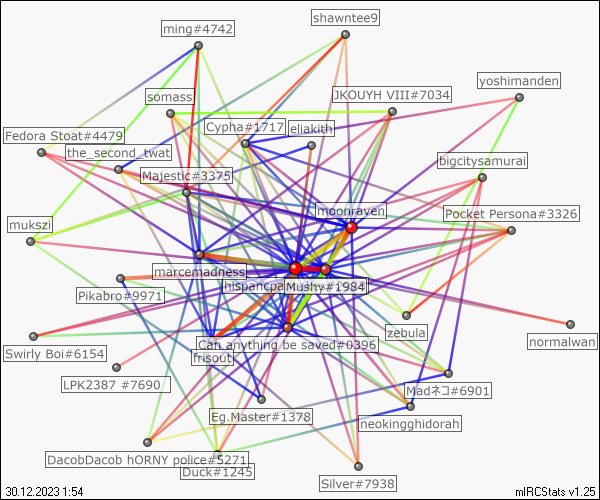 ming#4742
shawntee9
yoshimanden
somass
JKOUYH VIII#7034
Cypha#1717
eliakith
Fedora Stoat#4479
the_second_twat
bigcitysamurai
Majestic#3375
moonraven
Pocket Persona#3326
mukszi
marcemadness
hispancpa
Mushy#1984
Pikabro#9971
zebula
normalwan
Can anything be saved#0396
Swirly Boi#6154
frisout
LPK2387 #7690
Madネコ#6901
Eg.Master#1378
neokingghidorah
DacobDacob hORNY police#5271
Duck#1245
Silver#7938
30.12.2023 1:54
mIRCStats v1.25